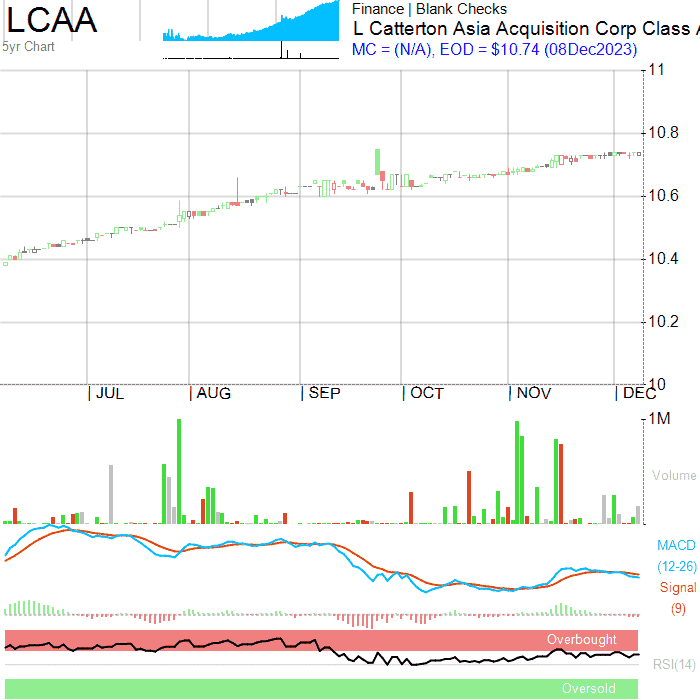 LCAA
5yr Chart
Finance | Blank Checks
L Catterton Asia Acquisition Corp Class A
MC = (N/A), EOD = $10.74 (08Dec2023)
11
10.8
10.6
10.4
10.2
10
| JUL | AUG | SEP | OCT | NOV | DEC
1M
Volume
MACD
(12-26)
Signal
(9)
Overbought
RSI(14)
Oversold